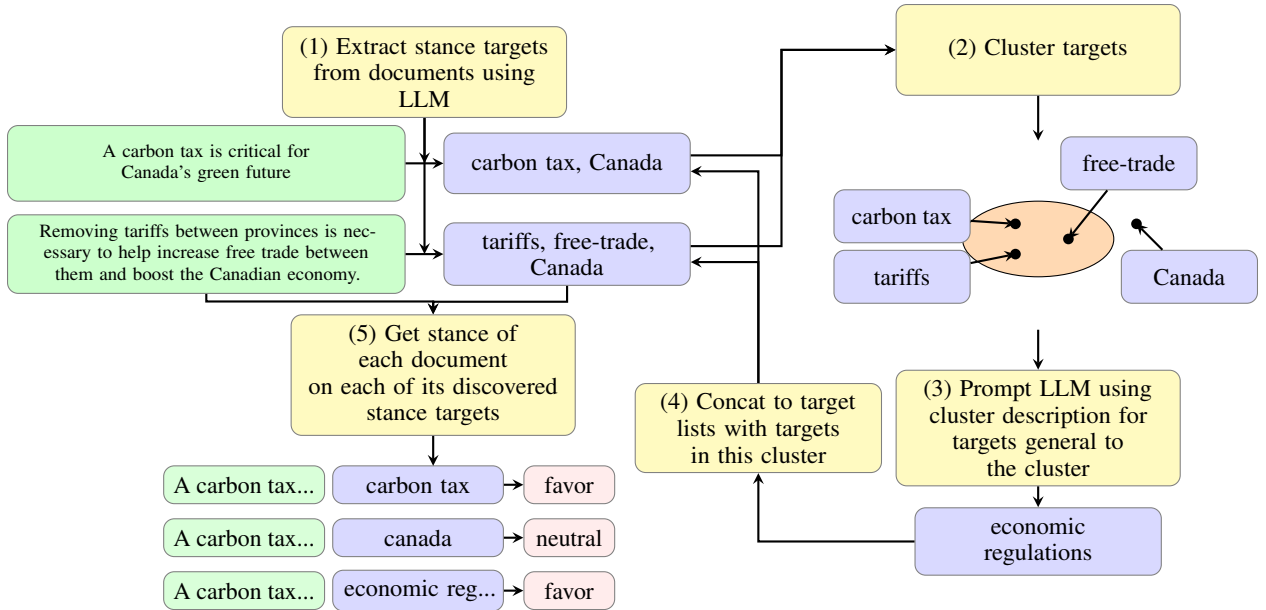 (1) Extract stance targets
from documents using
LLM
A carbon tax is critical for
Canada's green future
carbon tax, Canada
Removing tariffs between provinces is nec-
essary to help increase free trade between
them and boost the Canadian economy.
tariffs, free-trade,
Canada
(2) Cluster targets
free-trade
carbon tax
tariffs
Canada
(3) Prompt LLM using
cluster description for
targets general to
the cluster
economic
regulations
(4) Concat to target
lists with targets
in this cluster
(5) Get stance of
each document
on each of its discovered
stance targets
A carbon tax... carbon tax favor
A carbon tax... canada neutral
A carbon tax... economic reg... favor